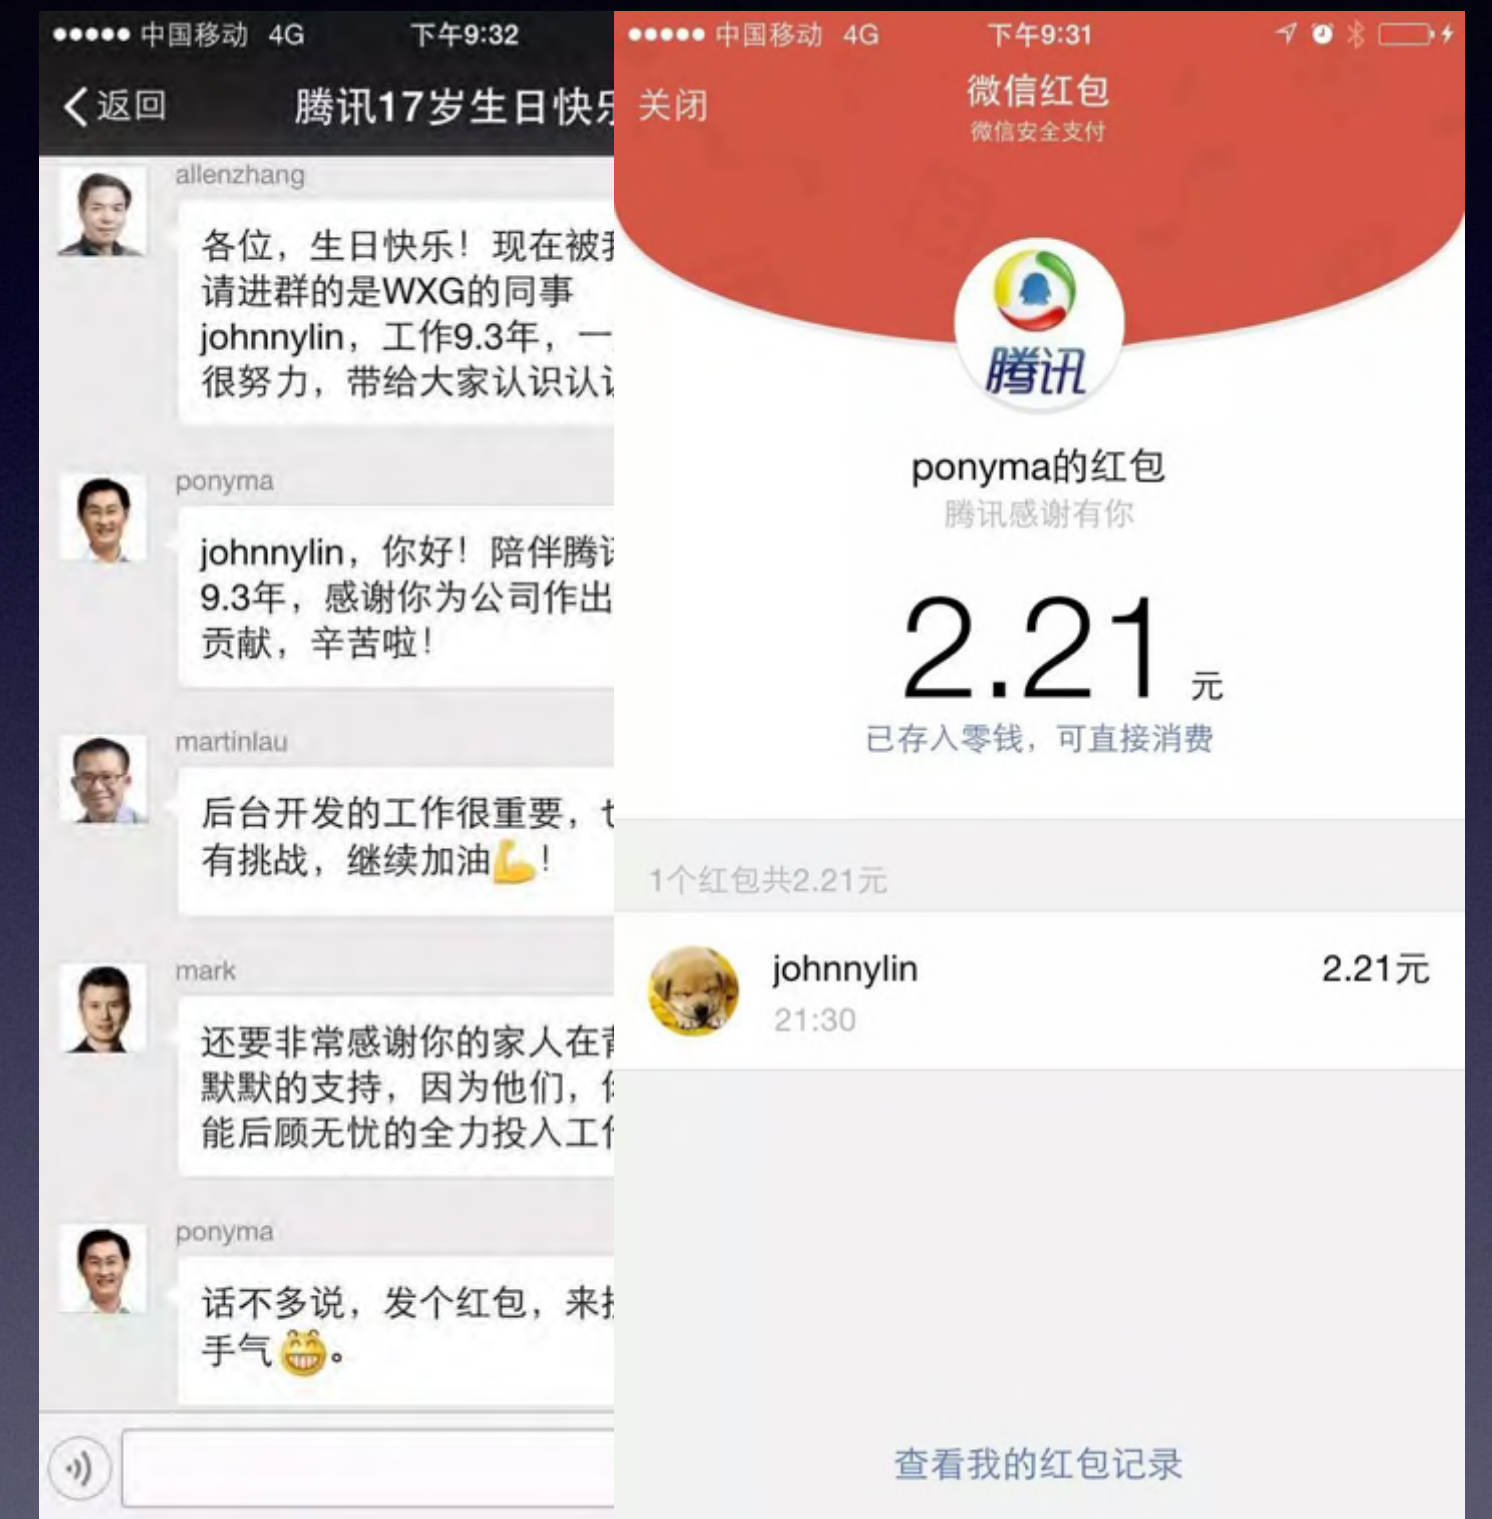 中国移动 4G 下午9:32
返回 腾讯17岁生日快乐
allenzhang
各位，生日快乐！现在被我
请进群的是WXG的同事
johnnylin，工作9.3年，一
很努力，带给大家认识认识
ponyma
johnnylin，你好！陪伴腾讯
9.3年，感谢你为公司作出
贡献，辛苦啦！
martinlau
后台开发的工作很重要，也
有挑战，继续加油💪！
mark
还要非常感谢你的家人在背
默默的支持，因为他们，你
能后顾无忧的全力投入工作
ponyma
话不多说，发个红包，来拼
手气😁。
中国移动 4G 下午9:31
关闭 微信红包
微信安全支付
腾讯
ponyma的红包
腾讯感谢有你
2.21 元
已存入零钱，可直接消费
1个红包共2.21元
johnnylin 2.21元
21:30
查看我的红包记录